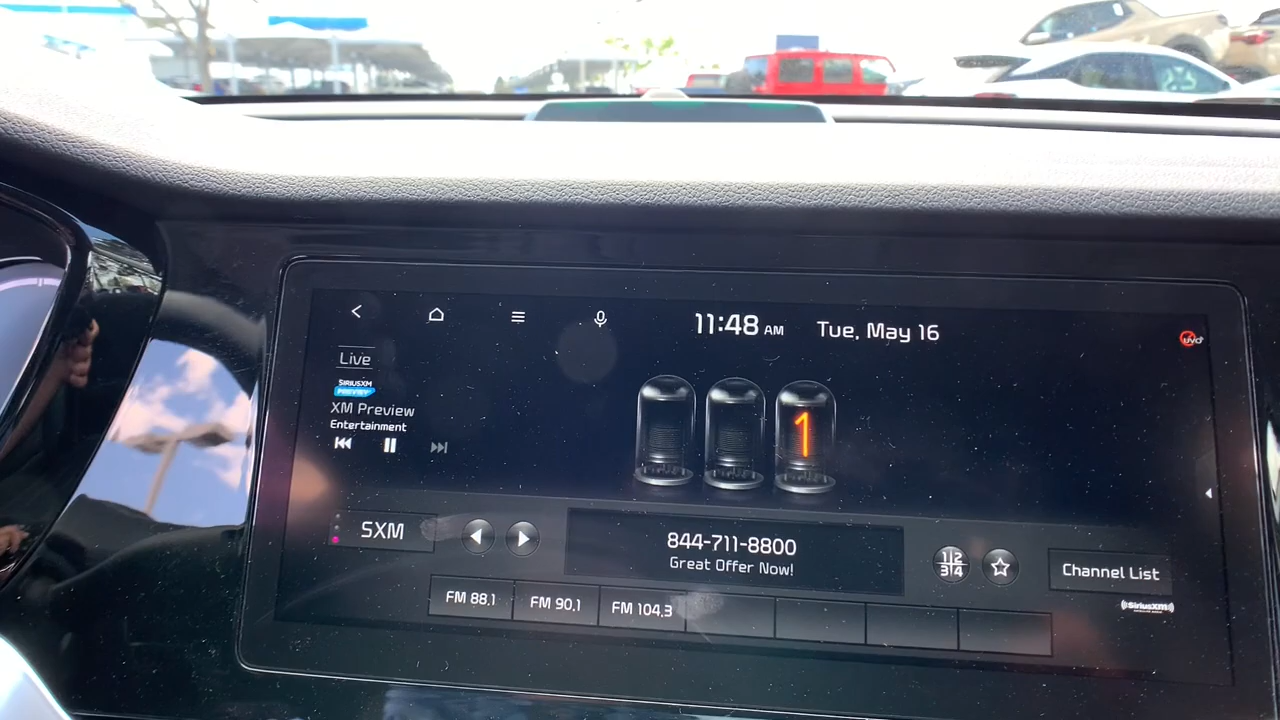 11:48 AM Tue, May 16
UVO
Live
SIRIUSXM
PREVIEW
XM Preview
Entertainment
1
SXM
844-711-8800
Great Offer Now!
1 2
3 4
Channel List
FM 88.1 FM 90.1 FM 104.3
((SiriusXM))